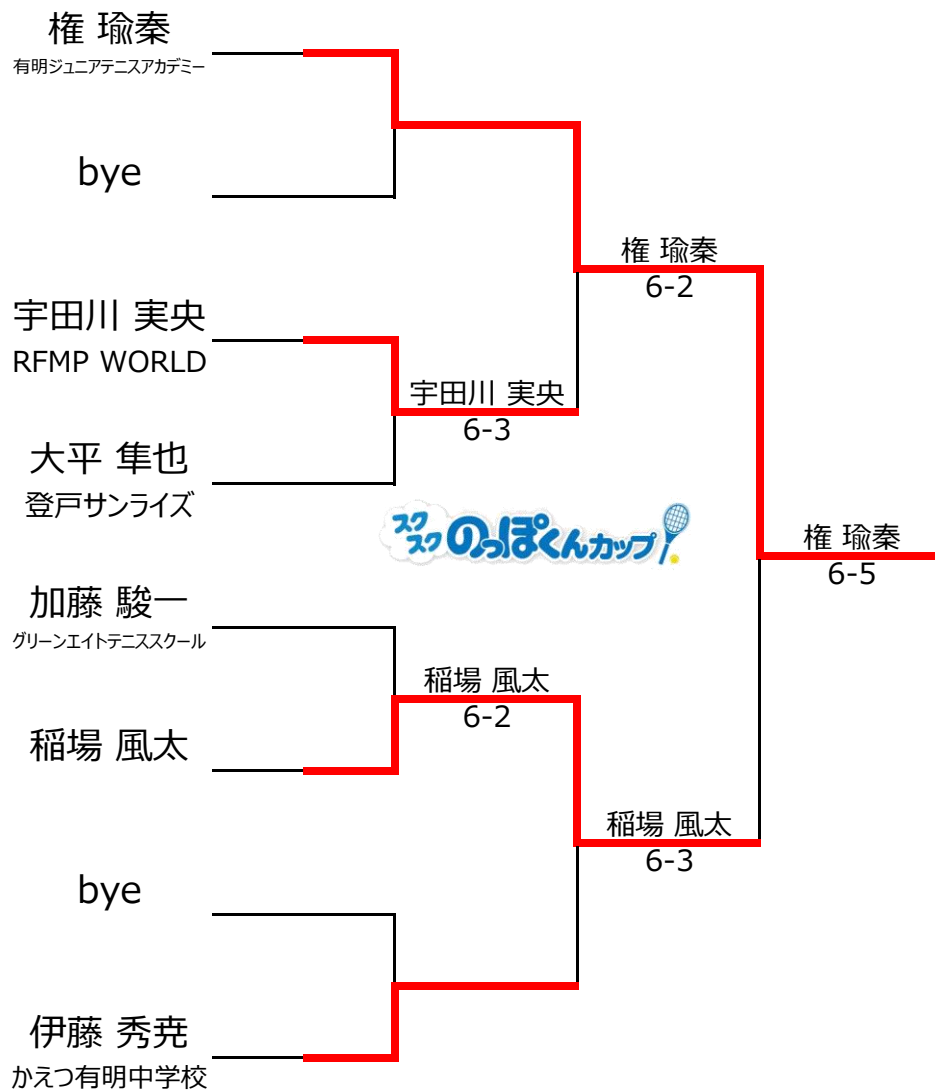 権 瑜秦
有明ジュニアテニスアカデミー
bye
権 瑜秦
6-2
宇田川 実央
RFMP WORLD
宇田川 実央
6-3
大平 隼也
登戸サンライズ
スクスク のっぽくんカップ
権 瑜秦
6-5
加藤 駿一
グリーンエイトテニススクール
稲場 風太
6-2
稲場 風太
稲場 風太
6-3
bye
伊藤 秀尭
かえつ有明中学校